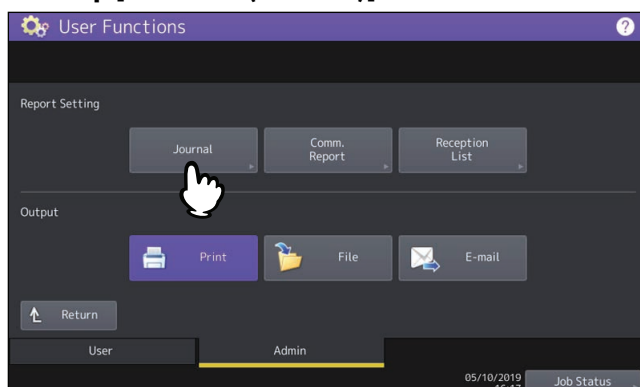 User Functions
?
Report Setting
Journal
Comm.
Report
Reception
List
Output
Print
File
E-mail
Return
User
Admin
05/10/2019
Job Status